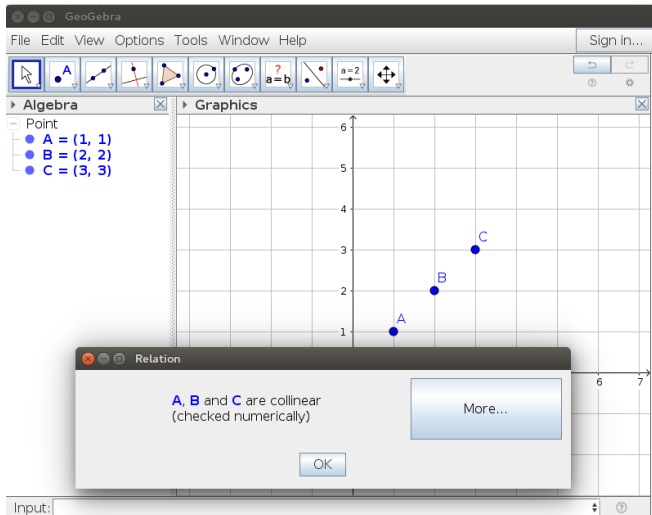 GeoGebra
File Edit View Options Tools Window Help
Sign in...
A
?
a=b
a=2
Algebra
Graphics
Point
A = (1, 1)
B = (2, 2)
C = (3, 3)
6
5
4
3
C
2
B
1
A
6 7
Relation
A, B and C are collinear
(checked numerically)
More...
OK
Input: